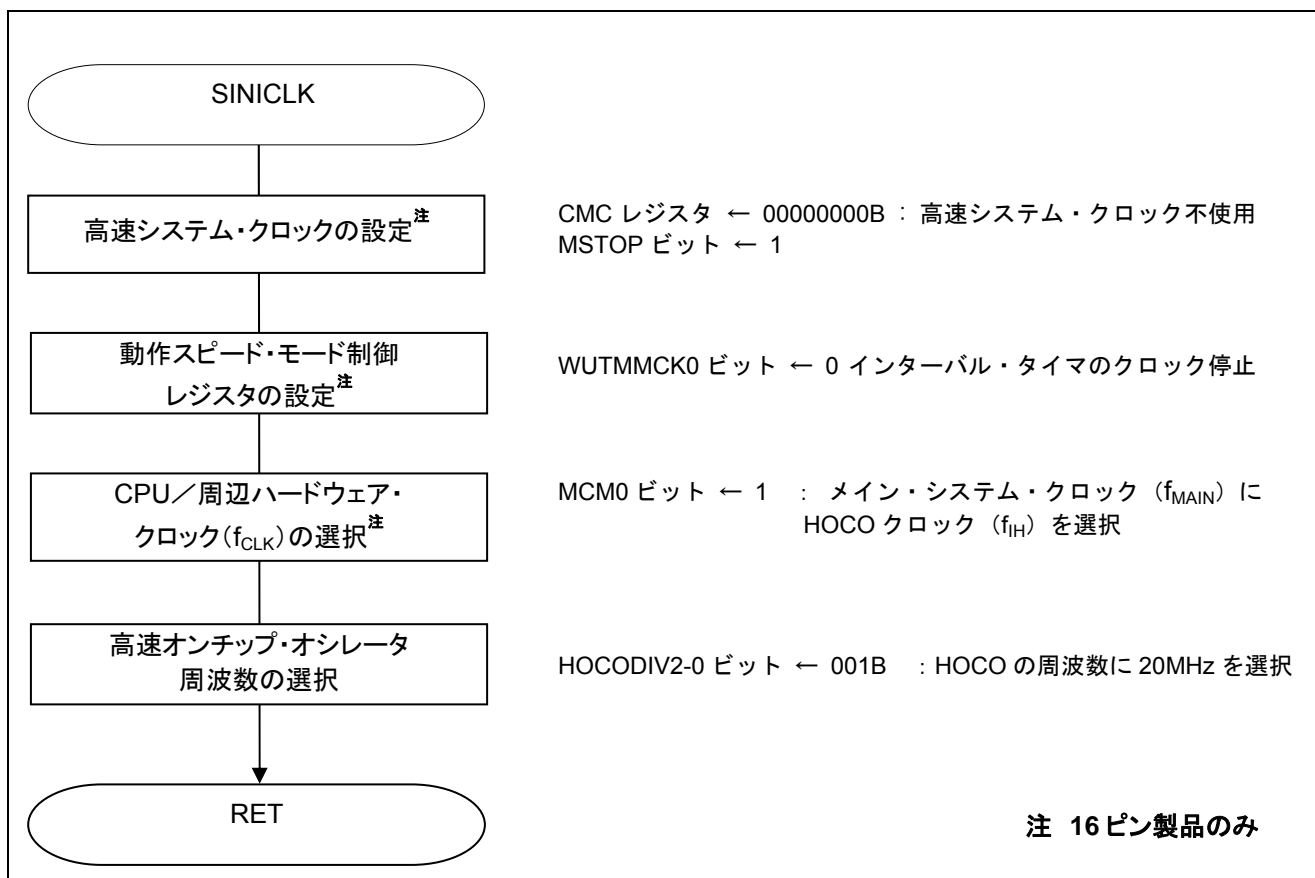 SINICLK
高速システム・クロックの設定注
CMC レジスタ ← 00000000B : 高速システム・クロック不使用
MSTOP ビット ← 1
動作スピード・モード制御
レジスタの設定注
WUTMMCK0 ビット ← 0 インターバル・タイマのクロック停止
CPU/周辺ハードウェア・
クロック(fCLK)の選択注
MCM0 ビット ← 1 : メイン・システム・クロック (fMAIN) に
HOCO クロック (fIH) を選択
高速オンチップ・オシレータ
周波数の選択
HOCODIV2-0 ビット ← 001B : HOCO の周波数に 20MHz を選択
RET
注 16ピン製品のみ